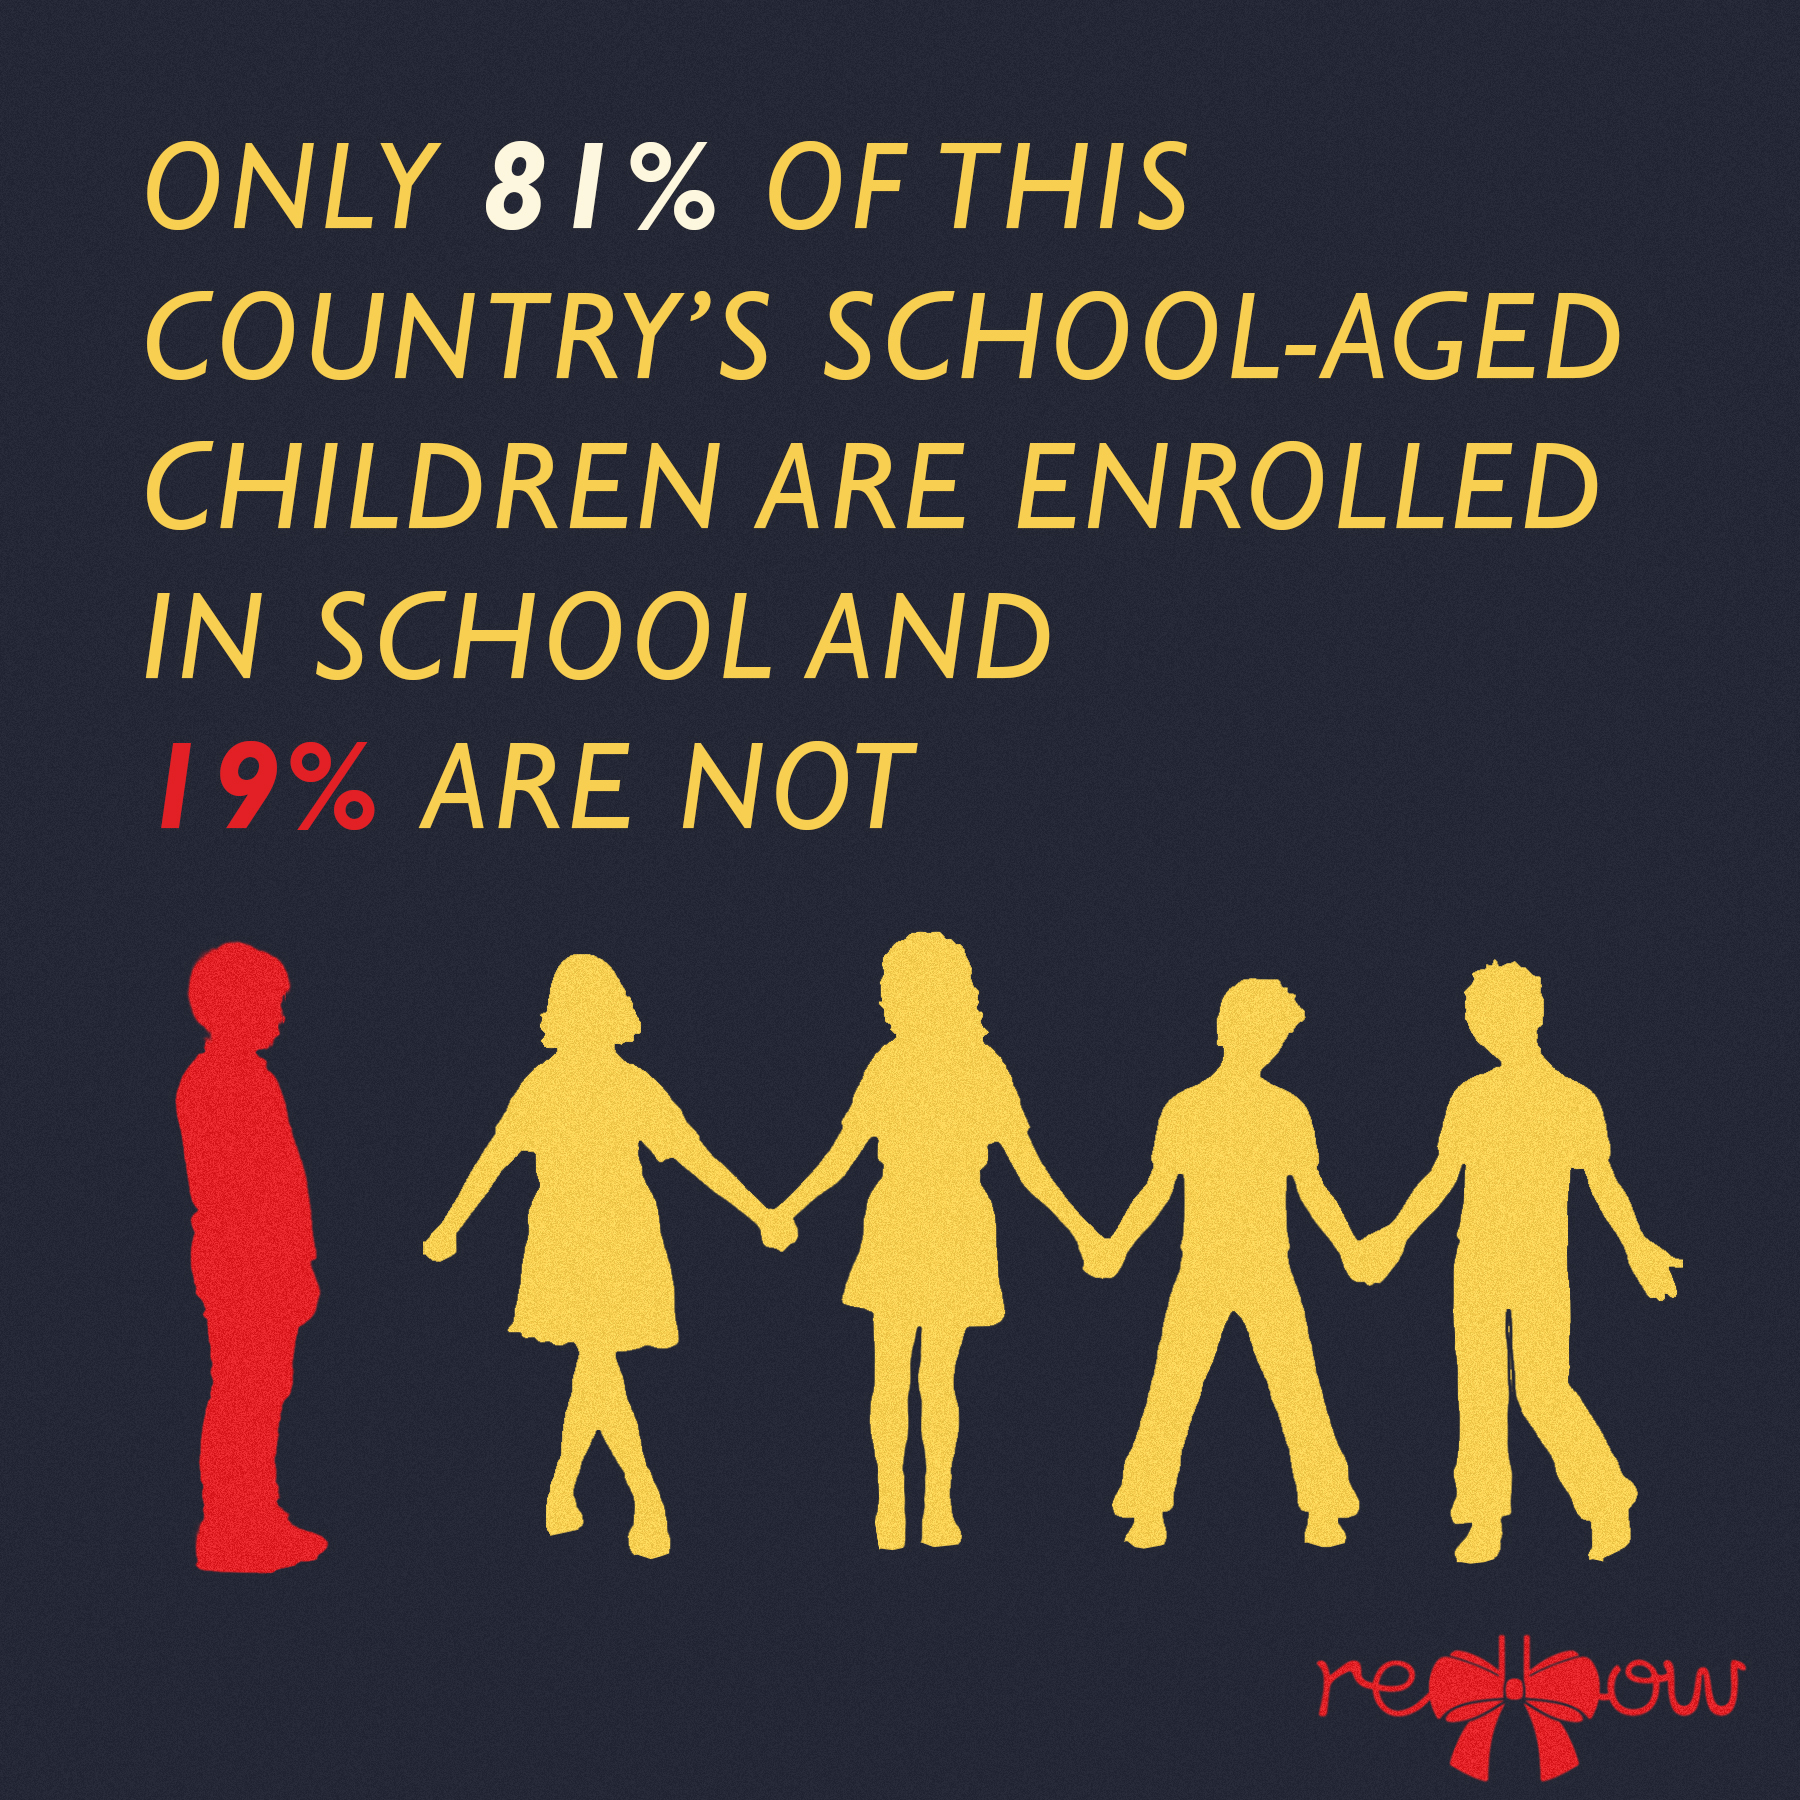 ONLY 81% OF THIS
COUNTRY’S SCHOOL-AGED
CHILDREN ARE ENROLLED
IN SCHOOL AND
19% ARE NOT
redbow